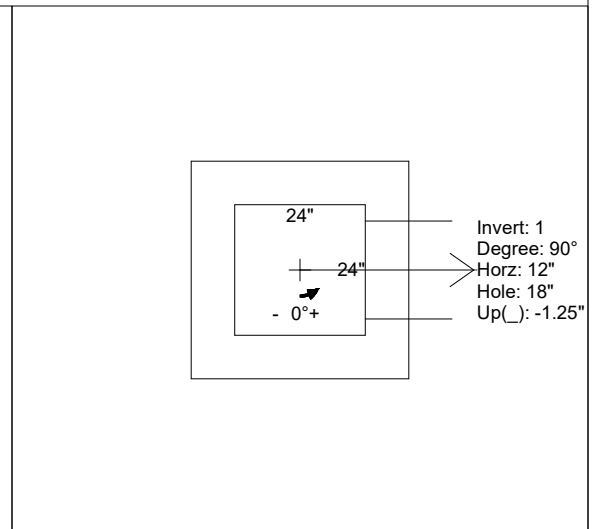 24"
24"
- 0°+
Invert: 1
Degree: 90°
Horz: 12"
Hole: 18"
Up(_): -1.25"